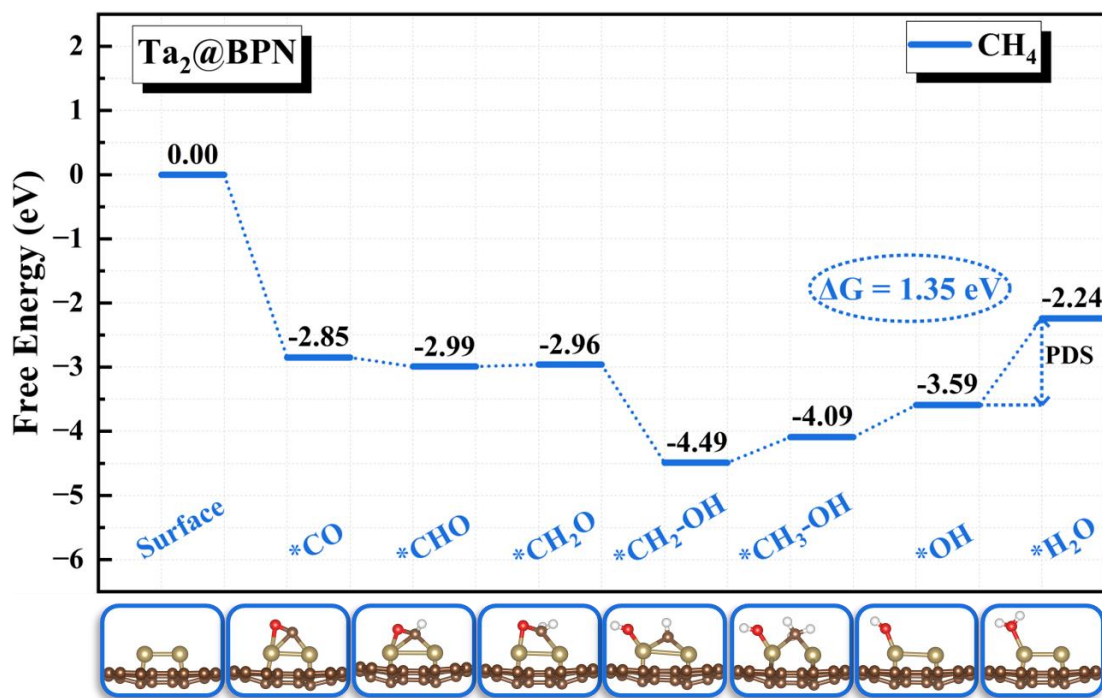 Ta₂@BPN
CH₄
Free Energy (eV)
2
1
0
−1
−2
−3
−4
−5
−6
0.00
-2.85
-2.99
-2.96
-4.49
-4.09
-3.59
-2.24
ΔG = 1.35 eV
PDS
Surface
*CO
*CHO
*CH₂O
*CH₂-OH
*CH₃-OH
*OH
*H₂O